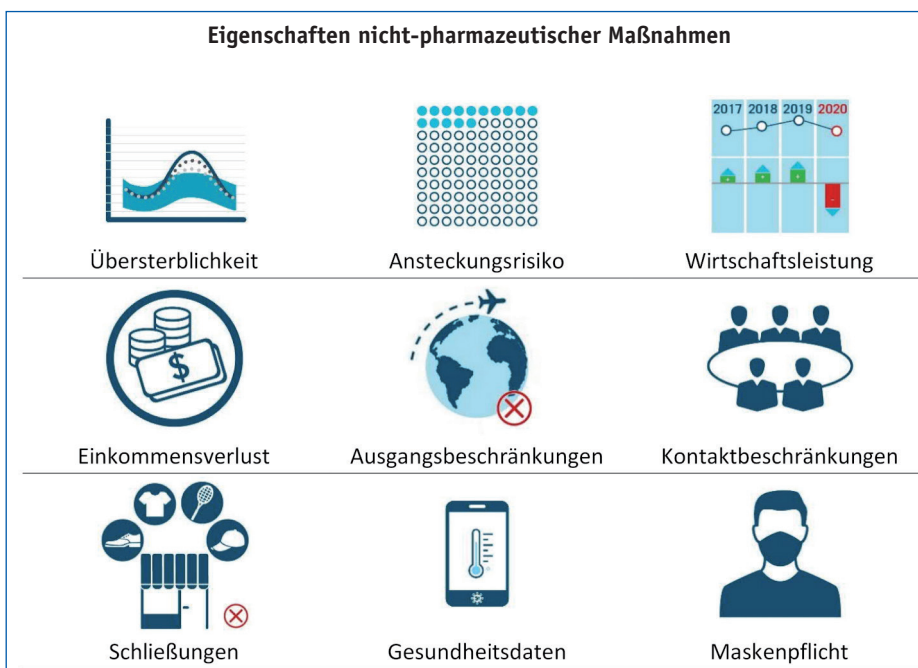 Eigenschaften nicht-pharmazeutischer Maßnahmen
2017 2018 2019 2020
Übersterblichkeit Ansteckungsrisiko Wirtschaftsleistung
$
Einkommensverlust Ausgangsbeschränkungen Kontaktbeschränkungen
Schließungen Gesundheitsdaten Maskenpflicht